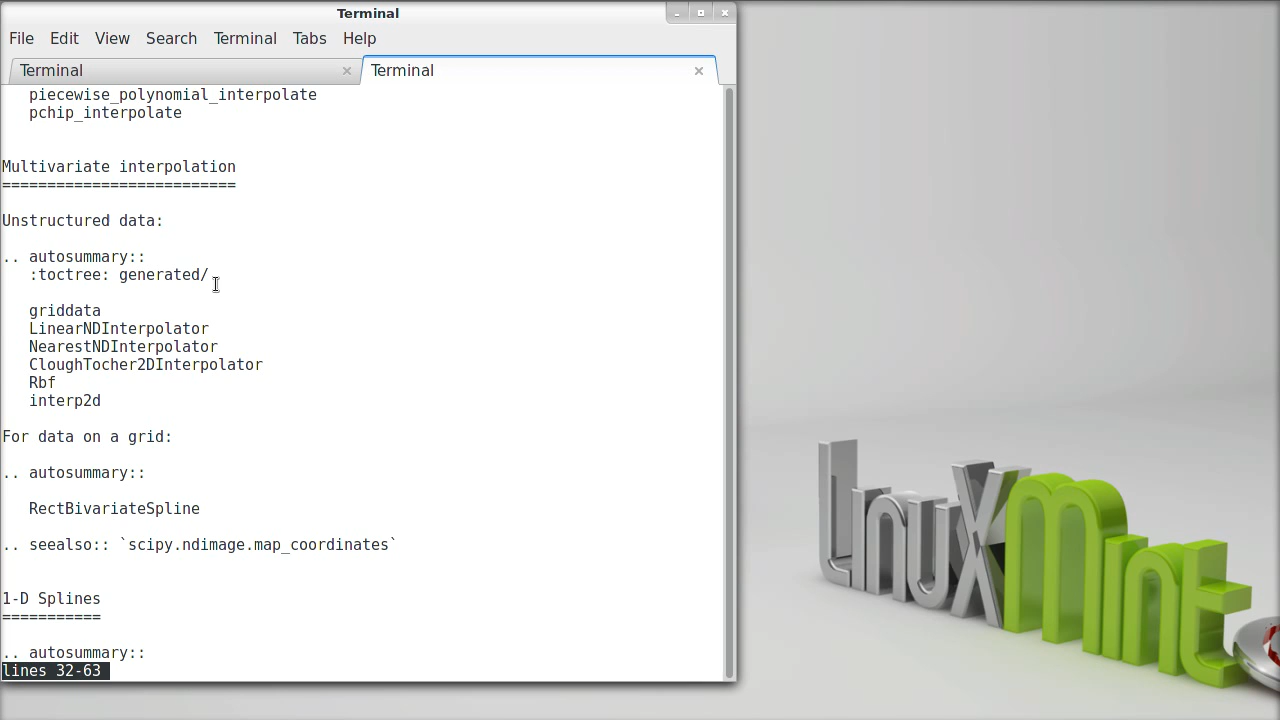 Terminal
File Edit View Search Terminal Tabs Help
Terminal Terminal
piecewise_polynomial_interpolate
pchip_interpolate
Multivariate interpolation
==========================
Unstructured data:
.. autosummary::
:toctree: generated/
griddata
LinearNDInterpolator
NearestNDInterpolator
CloughTocher2DInterpolator
Rbf
interp2d
For data on a grid:
.. autosummary::
RectBivariateSpline
.. seealso:: `scipy.ndimage.map_coordinates`
1-D Splines
===========
.. autosummary::
lines 32-63
LinuxMint